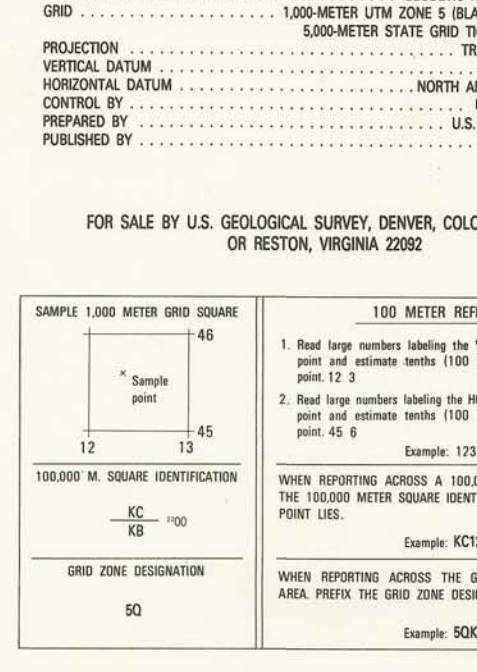 GRID . . . . . . . . . . . . . . . . . . . . . . 1,000-METER UTM ZONE 5 (BLA
5,000-METER STATE GRID TI
PROJECTION . . . . . . . . . . . . . . . . . . . . . . . . . . . . . . . . . TR
VERTICAL DATUM . . . . . . . . . . . . . . . . . . . . . . . . . . . . . . .
HORIZONTAL DATUM . . . . . . . . . . . . . . . . . . . . . . . NORTH A
CONTROL BY . . . . . . . . . . . . . . . . . . . . . . . . . . . . . . . . .
PREPARED BY . . . . . . . . . . . . . . . . . . . . . . . . . . . . . . U.S.
PUBLISHED BY . . . . . . . . . . . . . . . . . . . . . . . . . . . . . . . .
FOR SALE BY U.S. GEOLOGICAL SURVEY, DENVER, COLO
OR RESTON, VIRGINIA 22092
SAMPLE 1,000 METER GRID SQUARE
46
× Sample
point
45
12 13
100,000 M. SQUARE IDENTIFICATION
KC
KB
²²00
GRID ZONE DESIGNATION
5Q
100 METER REF
1. Read large numbers labeling the
point and estimate tenths (100
point. 12 3
2. Read large numbers labeling the H
point and estimate tenths (100
point. 45 6
Example: 123
WHEN REPORTING ACROSS A 100,0
THE 100,000 METER SQUARE IDENT
POINT LIES.
Example: KC12
WHEN REPORTING ACROSS THE G
AREA. PREFIX THE GRID ZONE DESI
Example: 5QK